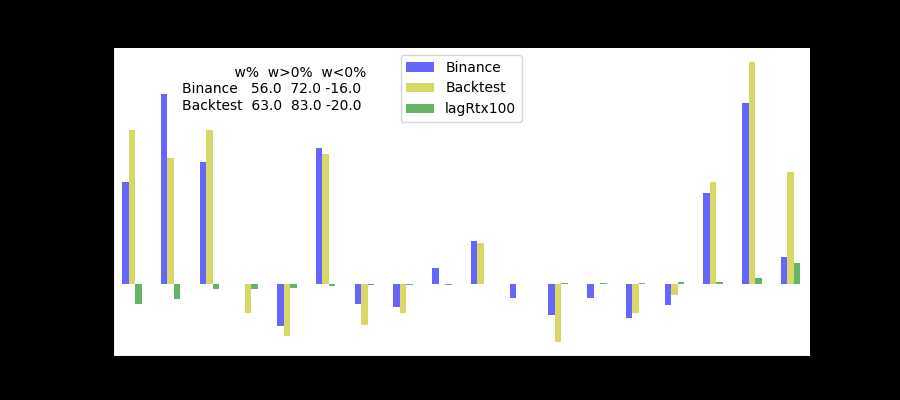 w%  w>0%  w<0%
Binance   56.0  72.0 -16.0
Backtest  63.0  83.0 -20.0
Binance
Backtest
lagRtx100